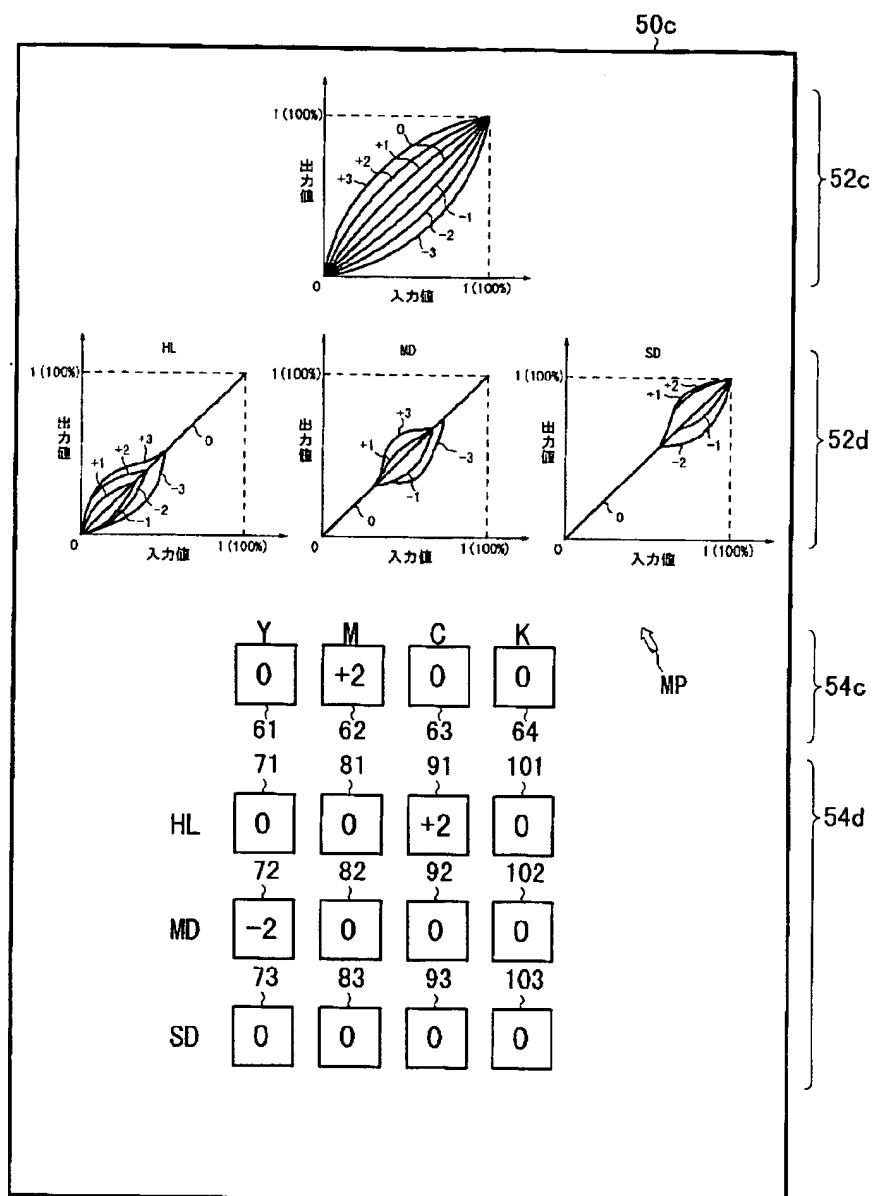 50c
1(100%)
0
+1
+2
+3
出力値
-1
-2
-3
0
1(100%)
入力値
52c
HL
1(100%)
出力値
+1
+2
+3
0
-1
-2
-3
0
1(100%)
入力値
MD
1(100%)
出力値
+1
+3
-1
-3
0
0
1(100%)
入力値
SD
1(100%)
出力値
+1
+2
-1
-2
0
0
1(100%)
入力値
52d
Y M C K
0 +2 0 0
61 62 63 64
MP
54c
71 81 91 101
HL 0 0 +2 0
72 82 92 102
MD -2 0 0 0
73 83 93 103
SD 0 0 0 0
54d